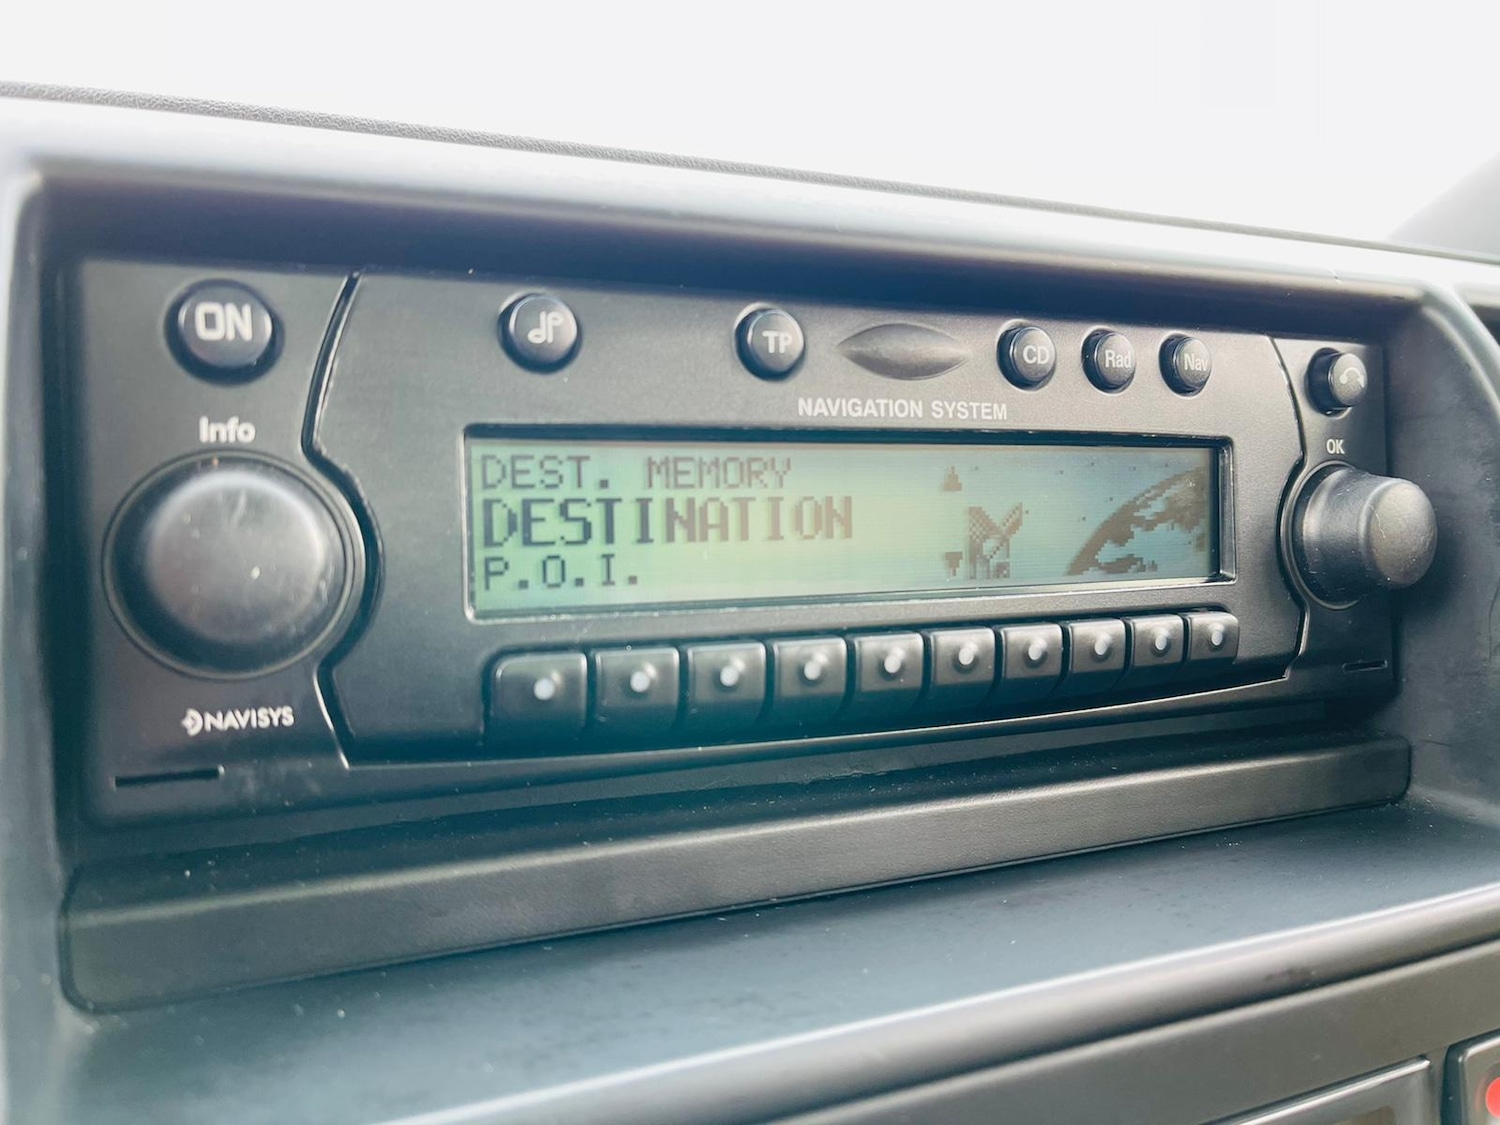 ON
TP
CD
Rad
Nav
NAVIGATION SYSTEM
Info
OK
DEST. MEMORY
DESTINATION
P.O.I.
NAVISYS